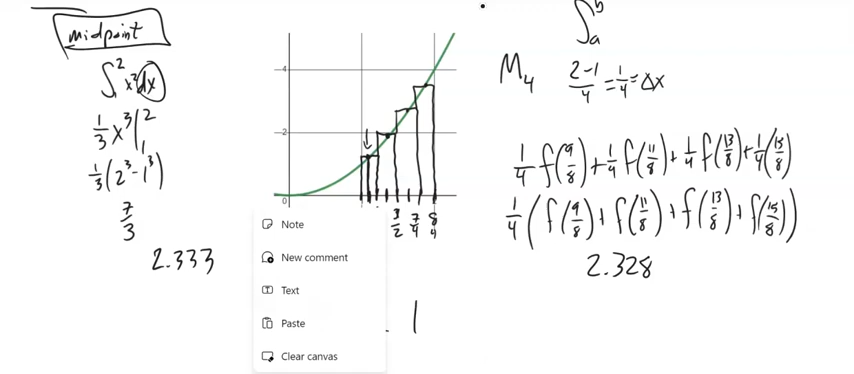 midpoint
∫₁² x² dx
1/3 x³ |₁²
1/3 (2³ - 1³)
7/3
2.333
4
2
0
3/2 7/4 8/4
Note
New comment
Text
Paste
Clear canvas
. 1
∫ₐᵇ
M₄ (2-1)/4 = 1/4 = Δx
1/4 f(9/8) + 1/4 f(11/8) + 1/4 f(13/8) + 1/4 (15/8)
1/4 (f(9/8) + f(11/8) + f(13/8) + f(15/8))
2.328